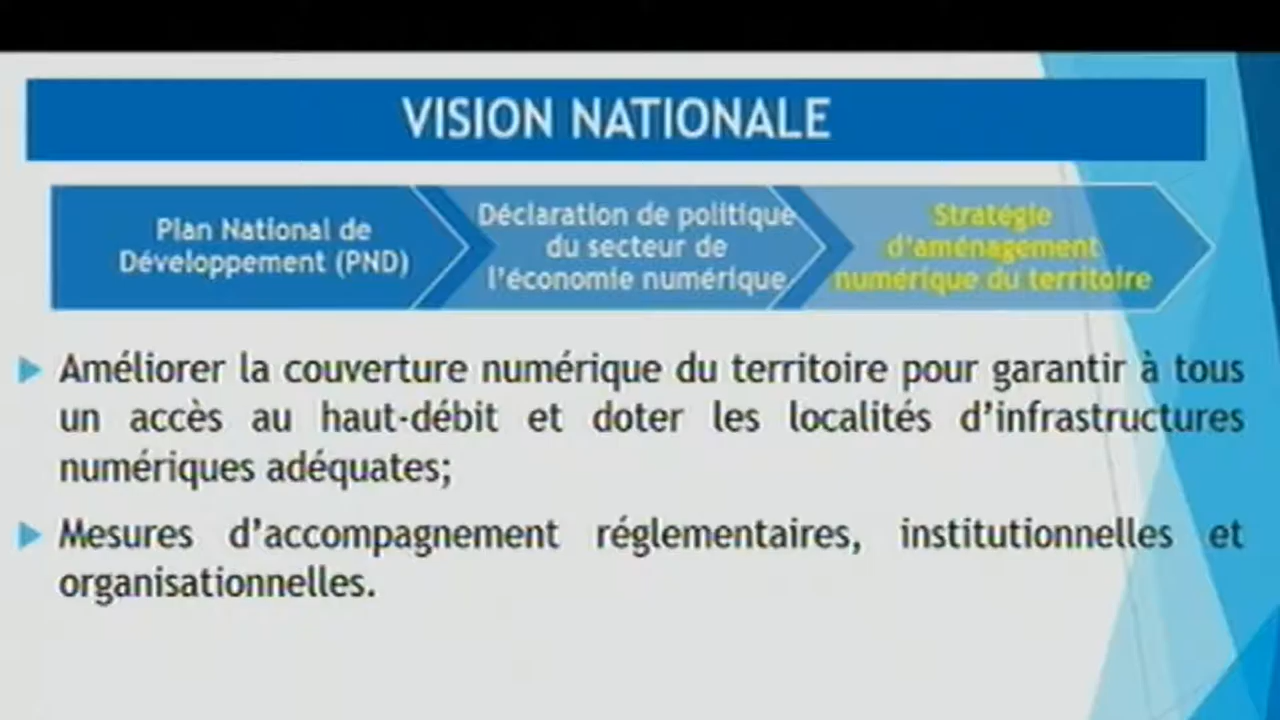 VISION NATIONALE
Plan National de
Développement (PND)
Déclaration de politique
du secteur de
l'économie numérique
Stratégie
d'aménagement
numérique du territoire
Améliorer la couverture numérique du territoire pour garantir à tous
un accès au haut-débit et doter les localités d'infrastructures
numériques adéquates;
Mesures d'accompagnement réglementaires, institutionnelles et
organisationnelles.